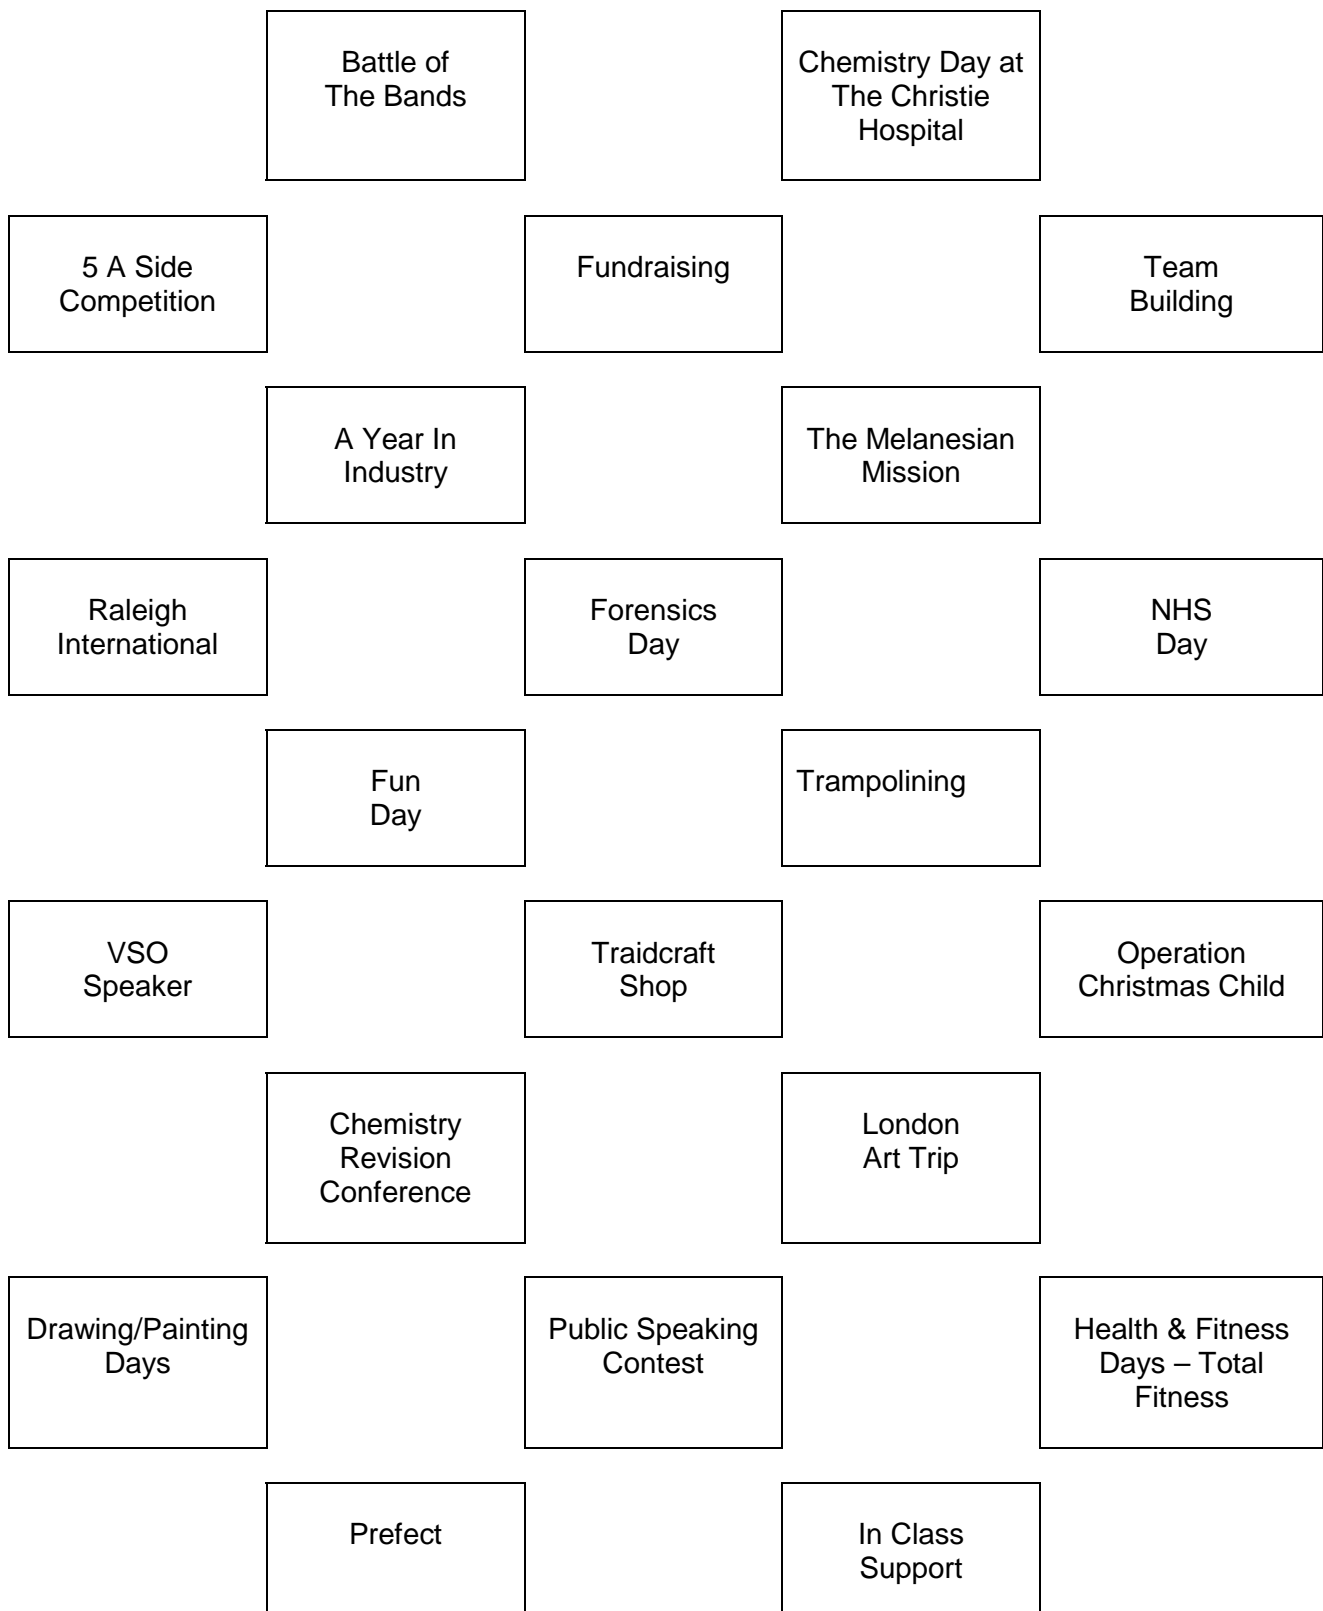 Battle of
The Bands
Chemistry Day at
The Christie
Hospital
5 A Side
Competition
Fundraising
Team
Building
A Year In
Industry
The Melanesian
Mission
Raleigh
International
Forensics
Day
NHS
Day
Fun
Day
Trampolining
VSO
Speaker
Traidcraft
Shop
Operation
Christmas Child
Chemistry
Revision
Conference
London
Art Trip
Drawing/Painting
Days
Public Speaking
Contest
Health & Fitness
Days – Total
Fitness
Prefect
In Class
Support